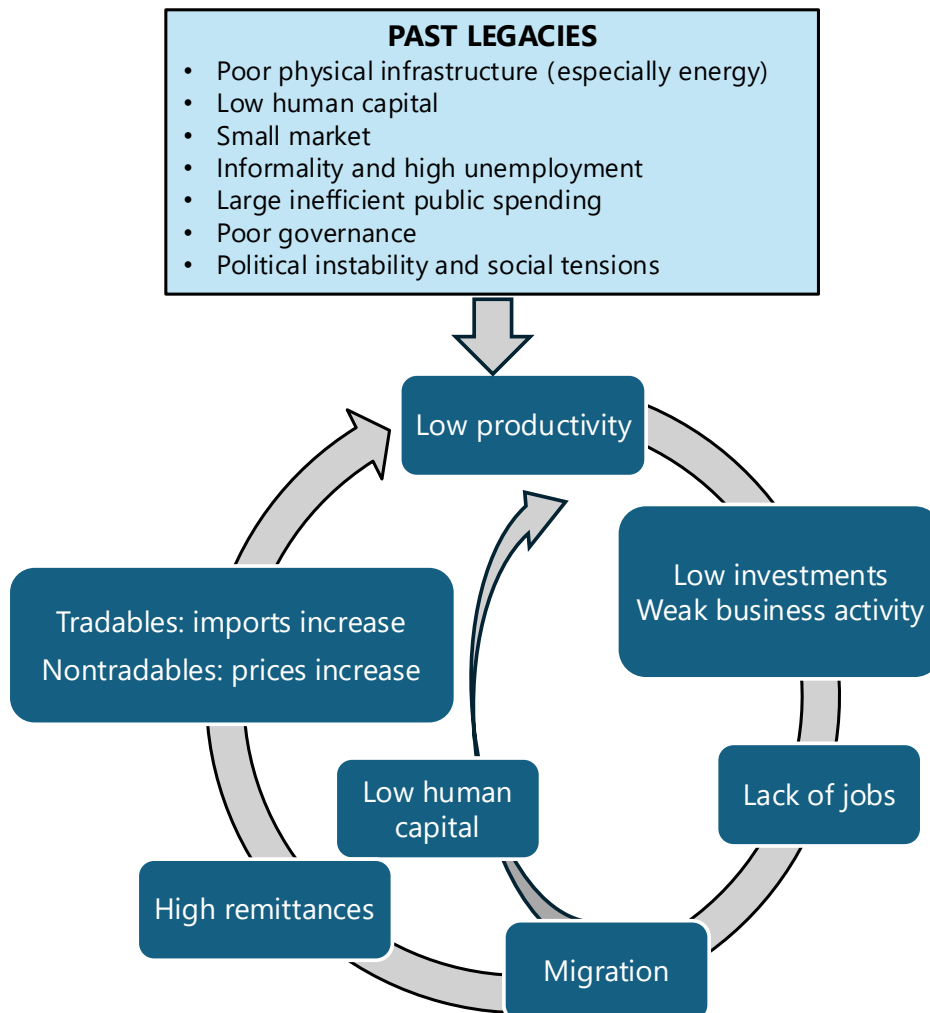 PAST LEGACIES
• Poor physical infrastructure (especially energy)
• Low human capital
• Small market
• Informality and high unemployment
• Large inefficient public spending
• Poor governance
• Political instability and social tensions
Low productivity
Low investments
Weak business activity
Lack of jobs
Migration
Low human
capital
High remittances
Tradables: imports increase
Nontradables: prices increase